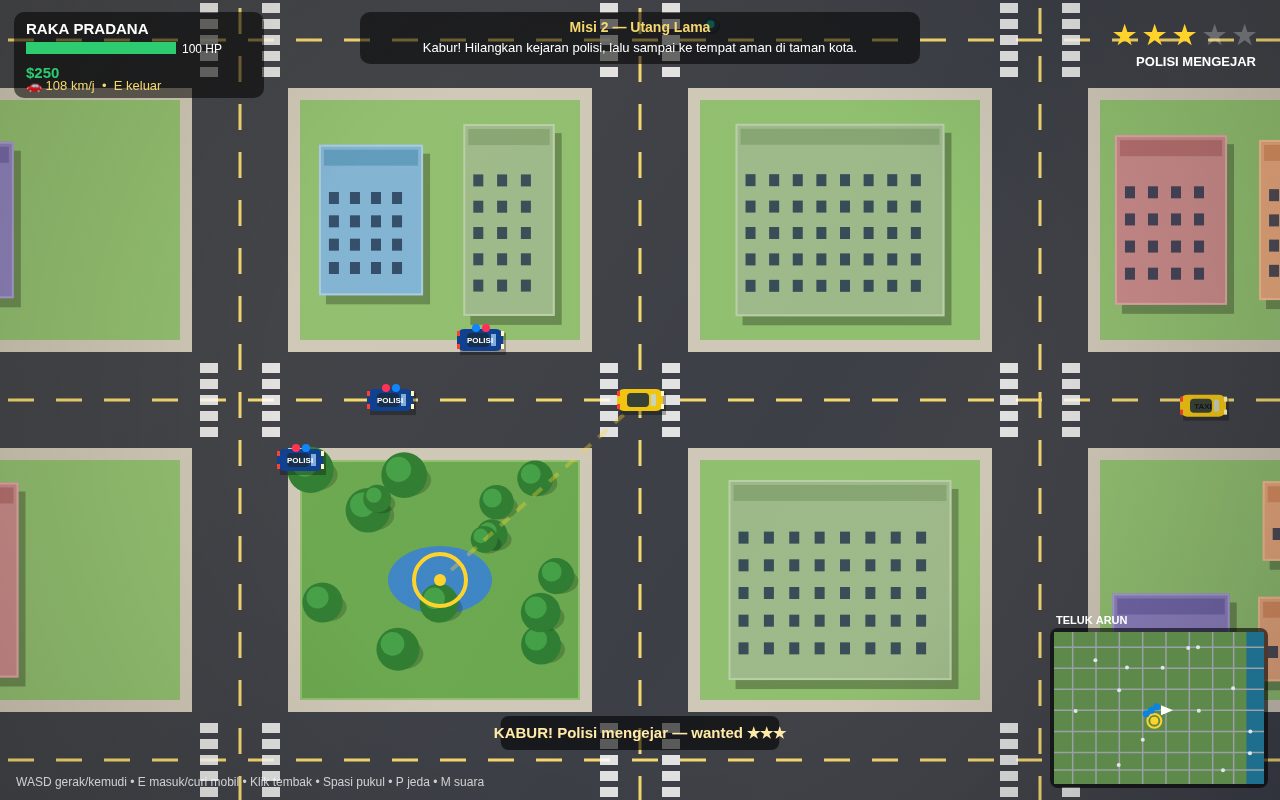 RAKA PRADANA
100 HP
$250
108 km/j • E keluar
Misi 2 — Utang Lama
Kabur! Hilangkan kejaran polisi, lalu sampai ke tempat aman di taman kota.
★★★★★
POLISI MENGEJAR
POLISI
POLISI
POLISI
TAXI
TELUK ARUN
KABUR! Polisi mengejar — wanted ★★★
WASD gerak/kemudi • E masuk/curi mobil • Klik tembak • Spasi pukul • P jeda • M suara